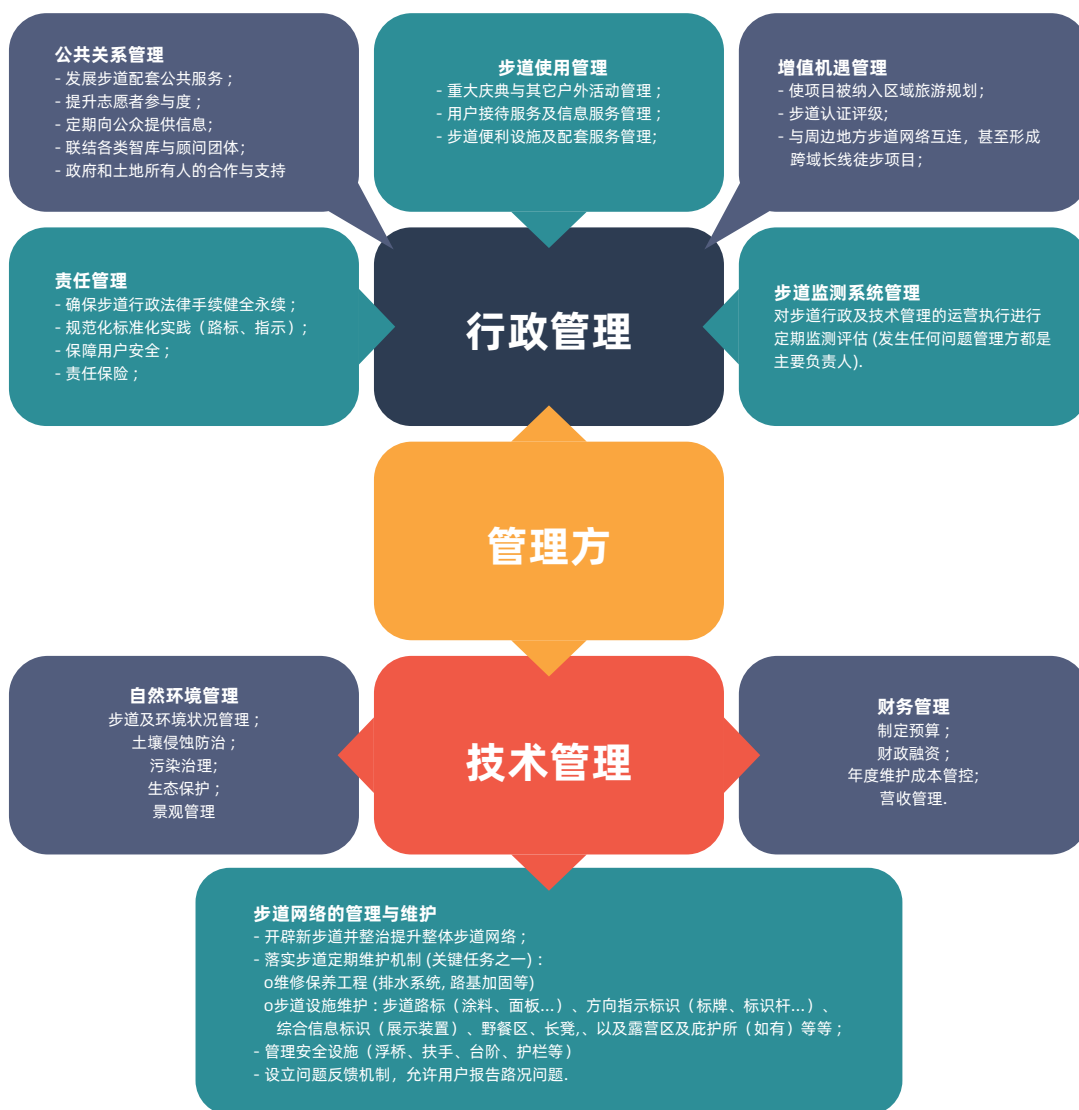 公共关系管理
- 发展步道配套公共服务 ;
- 提升志愿者参与度 ;
- 定期向公众提供信息;
- 联结各类智库与顾问团体;
- 政府和土地所有人的合作与支持
步道使用管理
- 重大庆典与其它户外活动管理 ;
- 用户接待服务及信息服务管理 ;
- 步道便利设施及配套服务管理;
增值机遇管理
- 使项目被纳入区域旅游规划;
- 步道认证评级;
- 与周边地方步道网络互连，甚至形成
跨域长线徒步项目;
责任管理
- 确保步道行政法律手续健全永续 ;
- 规范化标准化实践（路标、指示）;
- 保障用户安全 ;
- 责任保险 ;
行政管理
步道监测系统管理
对步道行政及技术管理的运营执行进行
定期监测评估 (发生任何问题管理方都是
主要负责人).
管理方
自然环境管理
步道及环境状况管理 ;
土壤侵蚀防治 ;
污染治理;
生态保护 ;
景观管理
技术管理
财务管理
制定预算 ;
财政融资 ;
年度维护成本管控;
营收管理.
步道网络的管理与维护
- 开辟新步道并整治提升整体步道网络 ;
- 落实步道定期维护机制 (关键任务之一) :
o维修保养工程 (排水系统, 路基加固等)
o步道设施维护 : 步道路标（涂料、面板...）、方向指示标识（标牌、标识杆...）、
综合信息标识（展示装置）、野餐区、长凳,、以及露营区及庇护所（如有）等等 ;
- 管理安全设施（浮桥、扶手、台阶、护栏等）
- 设立问题反馈机制，允许用户报告路况问题.